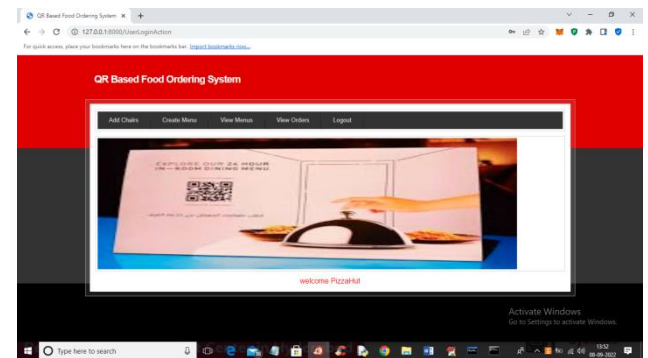 QR Based Food Ordering System
127.0.0.1:8000/UserLoginAction
For quick access, place your bookmarks here on the bookmarks bar. Import bookmarks now...
QR Based Food Ordering System
Add Chairs Create Menu View Menus View Orders Logout
EXPLORE OUR 24 HOUR
IN-ROOM DINING MENU
welcome PizzaHut
Activate Windows
Go to Settings to activate Windows.
Type here to search
13:52
08-09-2022